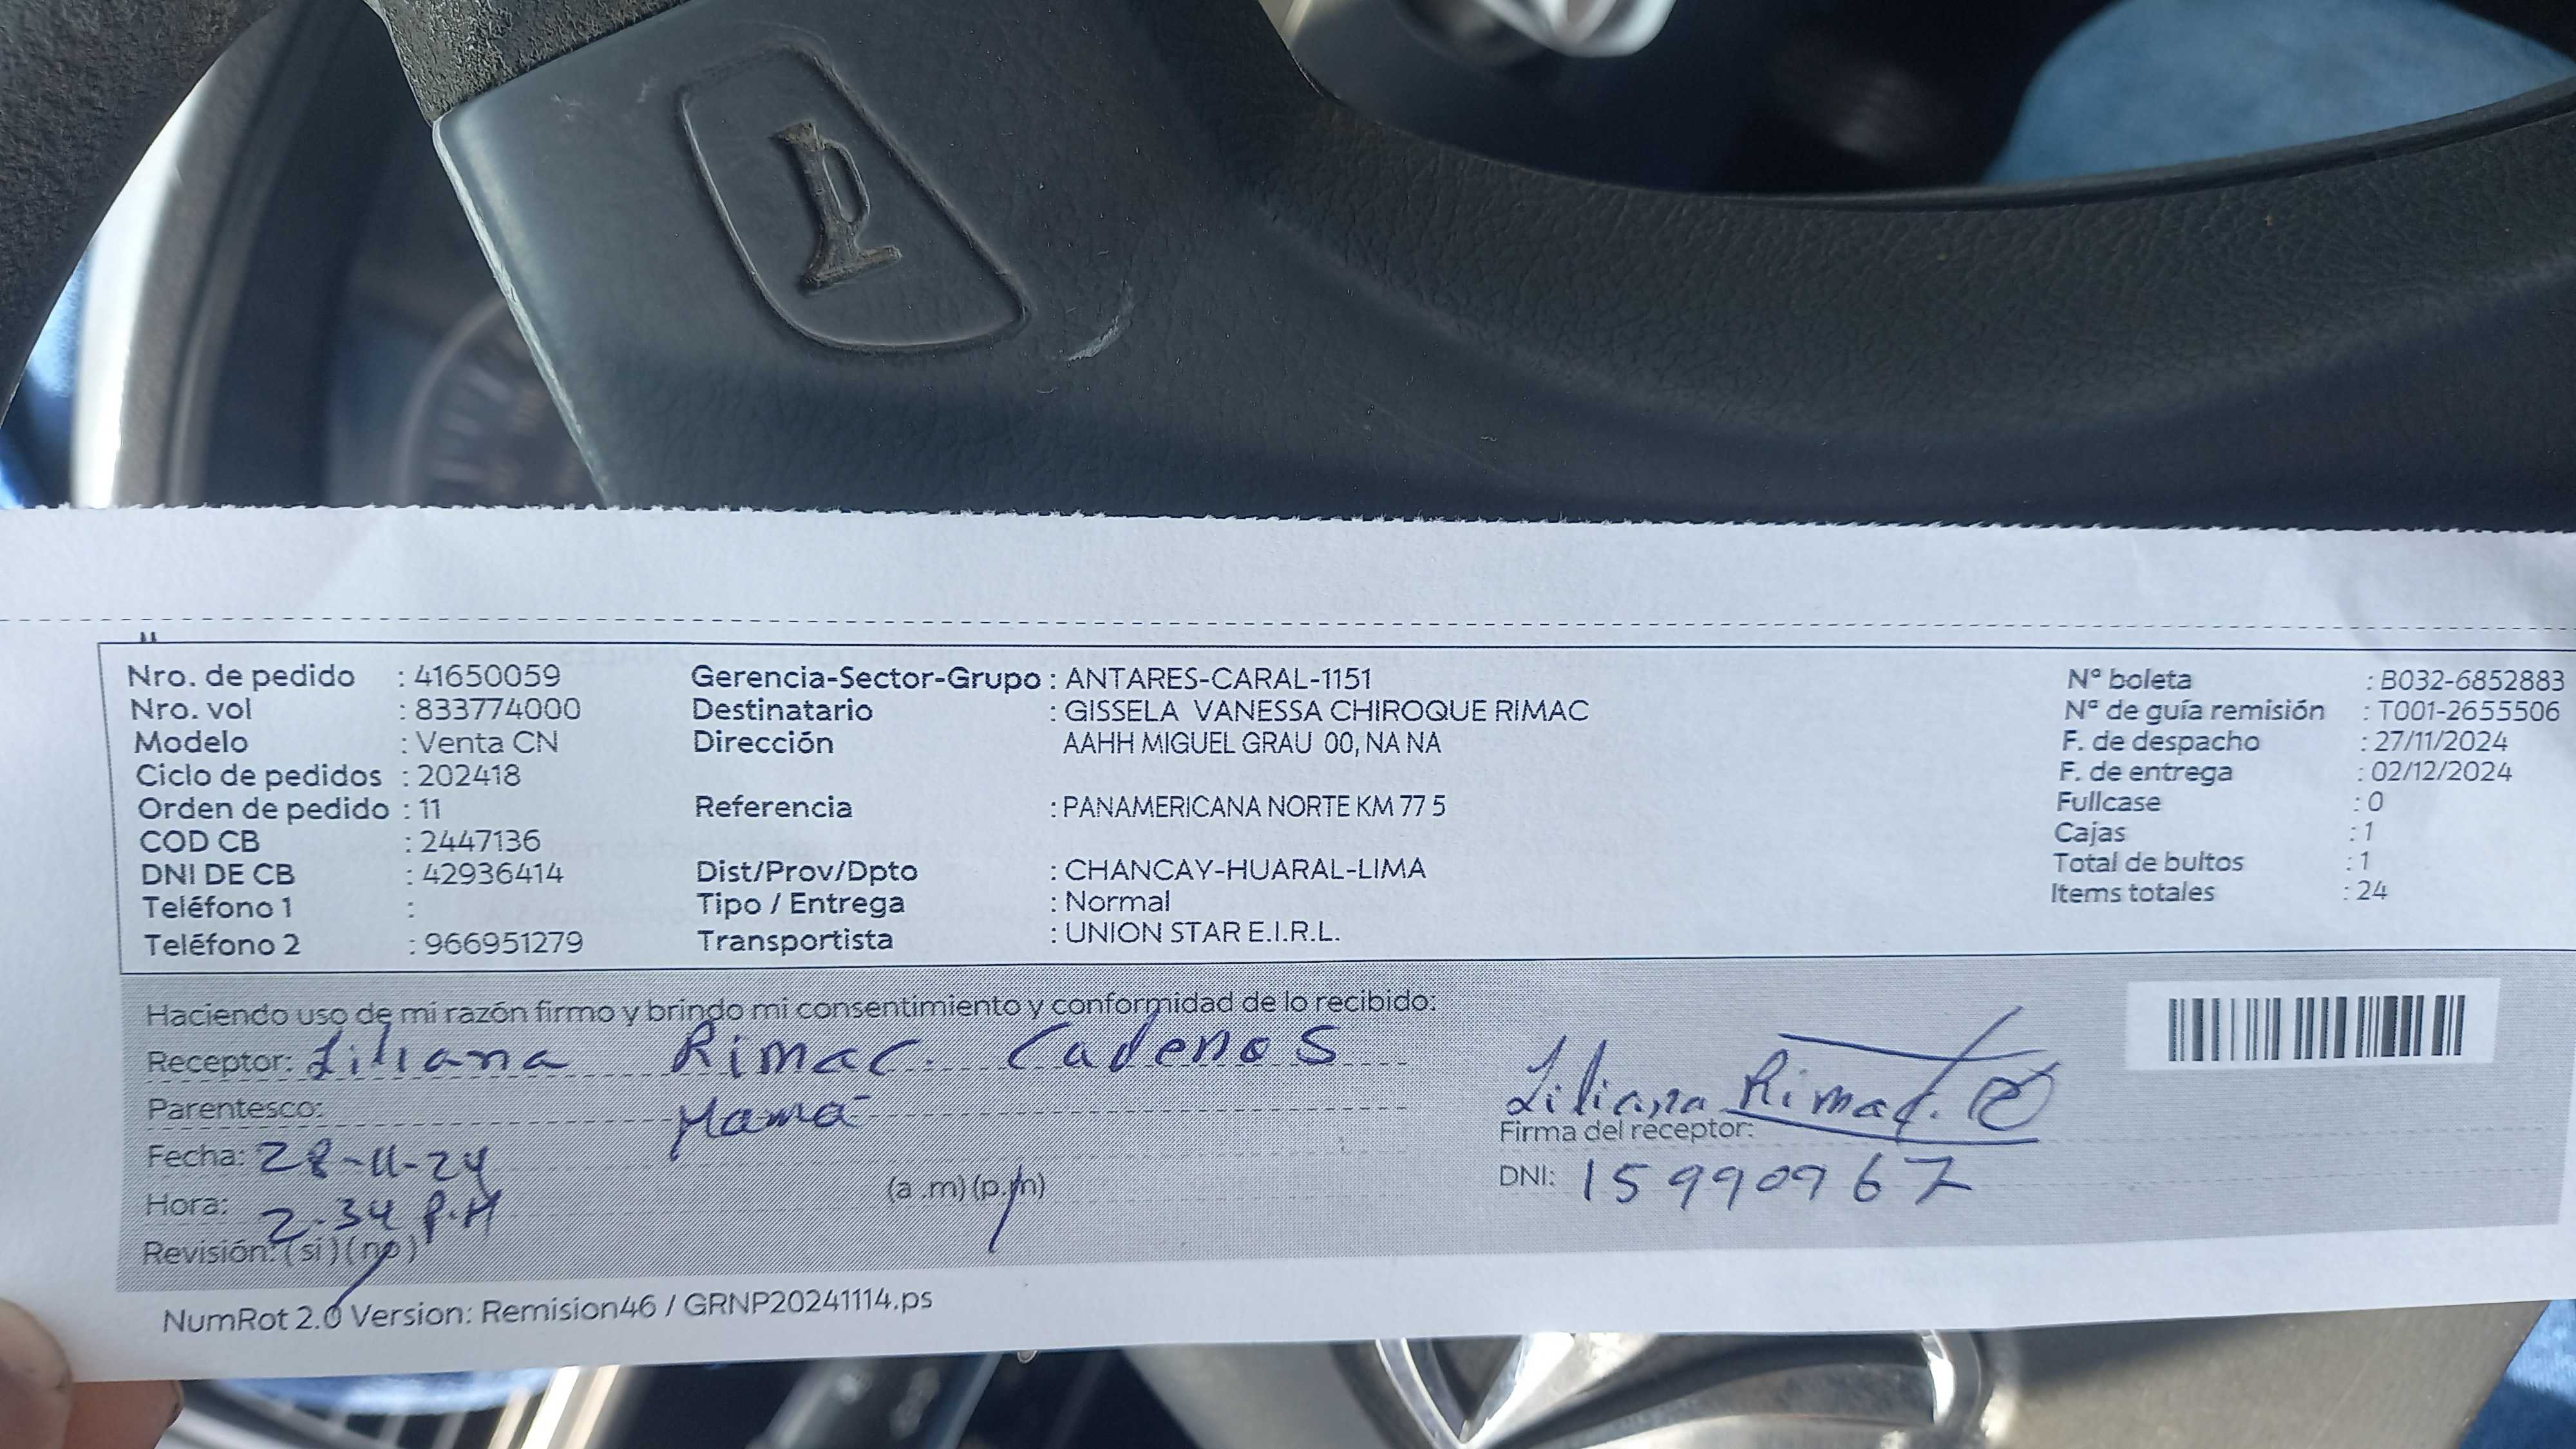 Nro. de pedido : 41650059
Nro. vol : 833774000
Modelo : Venta CN
Ciclo de pedidos : 202418
Orden de pedido : 11
COD CB : 2447136
DNI DE CB : 42936414
Teléfono 1 :
Teléfono 2 : 966951279
Gerencia-Sector-Grupo : ANTARES-CARAL-1151
Destinatario : GISSELA VANESSA CHIROQUE RIMAC
Dirección AAHH MIGUEL GRAU 00, NA NA
Referencia : PANAMERICANA NORTE KM 77 5
Dist/Prov/Dpto : CHANCAY-HUARAL-LIMA
Tipo / Entrega : Normal
Transportista : UNION STAR E.I.R.L.
Nº boleta : B032-6852883
Nº de guía remisión : T001-2655506
F. de despacho : 27/11/2024
F. de entrega : 02/12/2024
Fullcase : 0
Cajas : 1
Total de bultos : 1
Items totales : 24
Haciendo uso de mi razón firmo y brindo mi consentimiento y conformidad de lo recibido:
Receptor: Liliana Rimac. Cadenas
Parentesco: Mamá
Fecha: 28-11-24
Hora: 2.34 P.M (a .m) (p.m)
Revisión: (si) (no)
Liliana Rimac.
Firma del receptor:
DNI: 15990967
NumRot 2.0 Version: Remision46 / GRNP20241114.ps